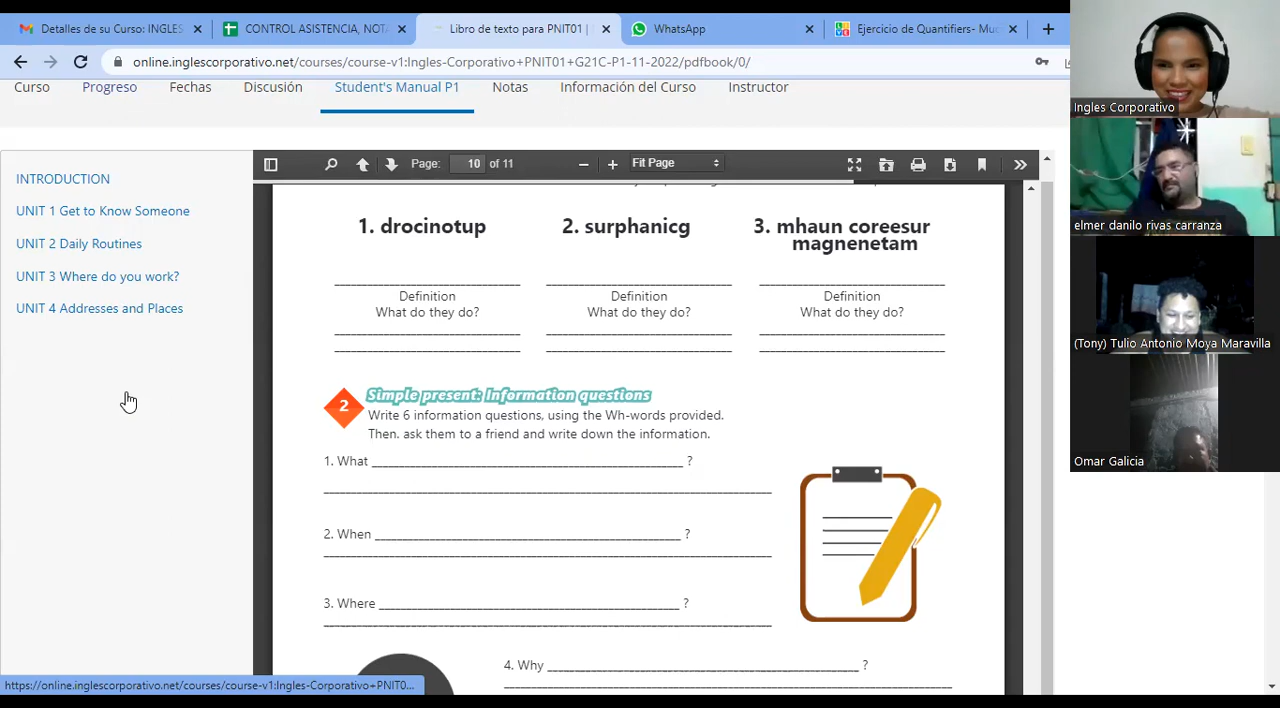 Detalles de su Curso: INGLES
CONTROL ASISTENCIA, NOTA
Libro de texto para PNIT01 |
WhatsApp
Ejercicio de Quantifiers- Muc
online.inglescorporativo.net/courses/course-v1:Ingles-Corporativo+PNIT01+G21C-P1-11-2022/pdfbook/0/
Curso
Progreso
Fechas
Discusión
Student's Manual P1
Notas
Información del Curso
Instructor
Ingles Corporativo
elmer danilo rivas carranza
(Tony) Tulio Antonio Moya Maravilla
Omar Galicia
INTRODUCTION
UNIT 1 Get to Know Someone
UNIT 2 Daily Routines
UNIT 3 Where do you work?
UNIT 4 Addresses and Places
Page: 10 of 11
Fit Page
1. drocinotup
2. surphanicg
3. mhaun coreesur
magnenetam
Definition
What do they do?
Definition
What do they do?
Definition
What do they do?
2
Simple present: Information questions
Write 6 information questions, using the Wh-words provided.
Then. ask them to a friend and write down the information.
1. What ______________________________ ?
2. When ______________________________ ?
3. Where ______________________________ ?
4. Why ______________________________ ?
https://online.inglescorporativo.net/courses/course-v1:Ingles-Corporativo+PNIT0...